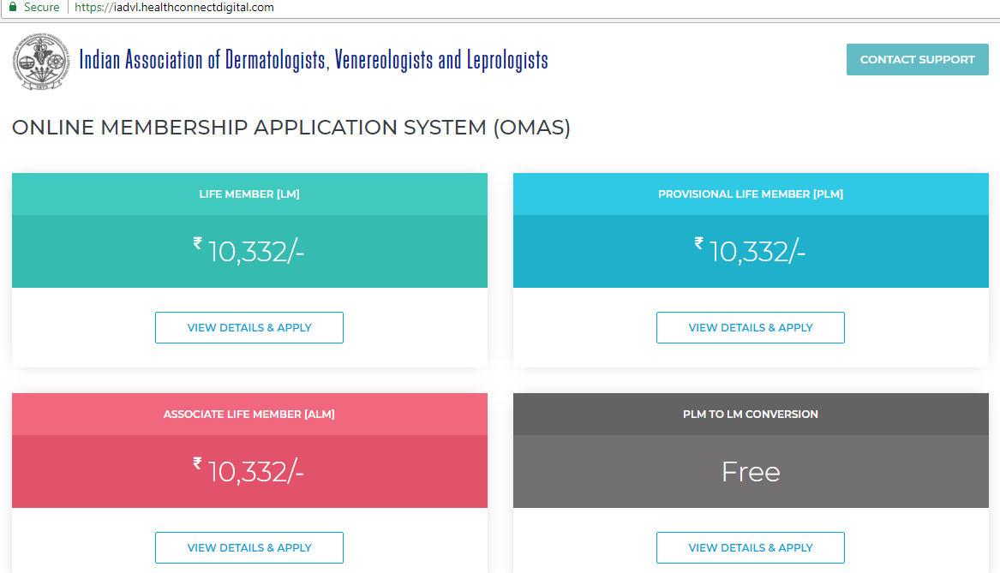 Secure https://iadvl.healthconnectdigital.com
Indian Association of Dermatologists, Venereologists and Leprologists
CONTACT SUPPORT
ONLINE MEMBERSHIP APPLICATION SYSTEM (OMAS)
LIFE MEMBER [LM]
₹ 10,332/-
VIEW DETAILS & APPLY
PROVISIONAL LIFE MEMBER [PLM]
₹ 10,332/-
VIEW DETAILS & APPLY
ASSOCIATE LIFE MEMBER [ALM]
₹ 10,332/-
VIEW DETAILS & APPLY
PLM TO LM CONVERSION
Free
VIEW DETAILS & APPLY